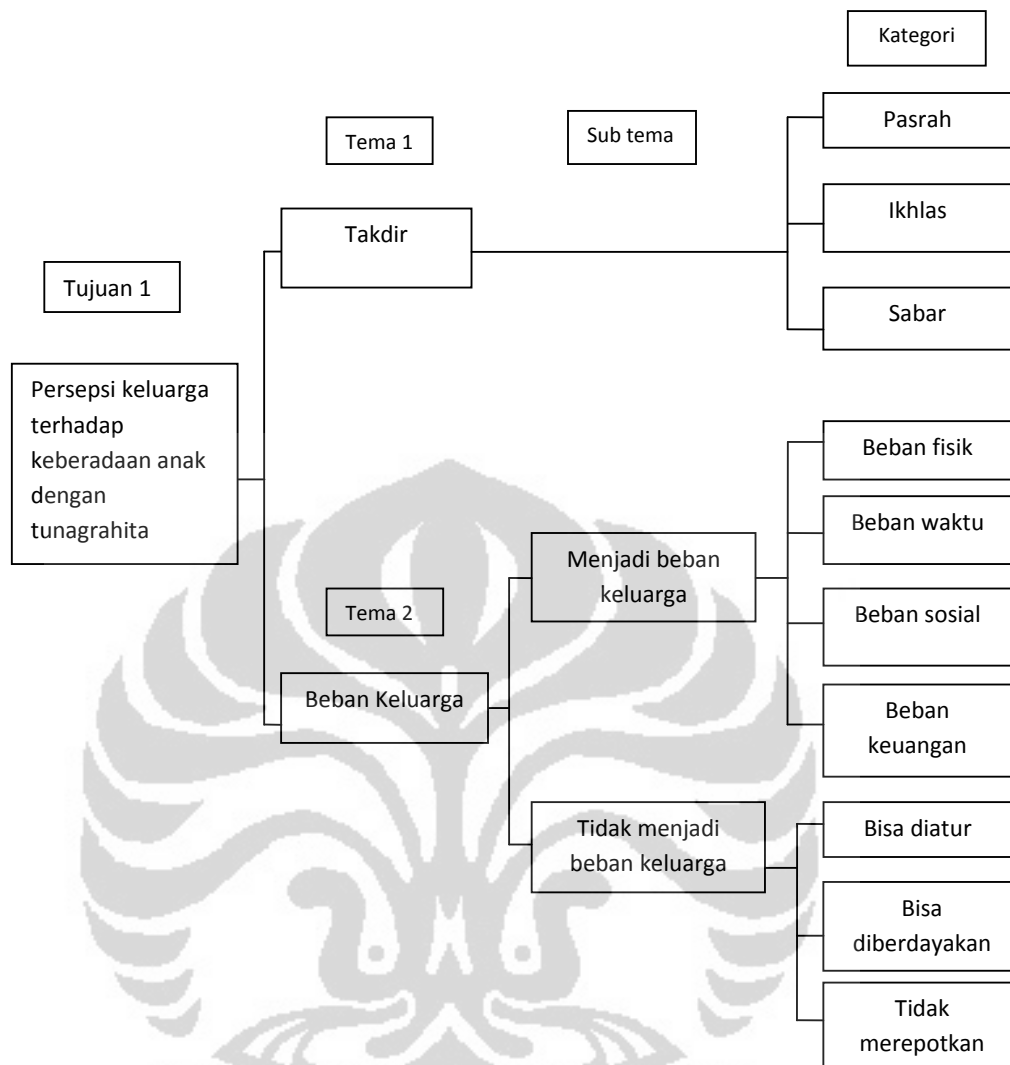 Kategori
Pasrah
Tema 1
Sub tema
Ikhlas
Takdir
Tujuan 1
Sabar
Persepsi keluarga
terhadap
keberadaan anak
dengan
tunagrahita
Beban fisik
Beban waktu
Menjadi beban
keluarga
Tema 2
Beban sosial
Beban Keluarga
Beban
keuangan
Tidak menjadi
beban keluarga
Bisa diatur
Bisa
diberdayakan
Tidak
merepotkan